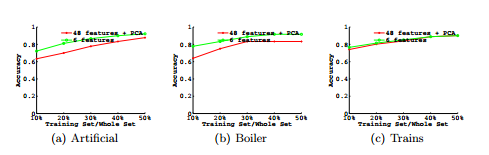 1
48 features + PCA
6 features
0.8
0.6
0.4
0.2
0
Accuracy
10% 20% 30% 40% 50%
Training Set/Whole Set
(a) Artificial
1
48 features + PCA
6 features
0.8
0.6
0.4
0.2
0
Accuracy
10% 20% 30% 40% 50%
Training Set/Whole Set
(b) Boiler
1
48 features + PCA
6 features
0.8
0.6
0.4
0.2
0
Accuracy
10% 20% 30% 40% 50%
Training Set/Whole Set
(c) Trains